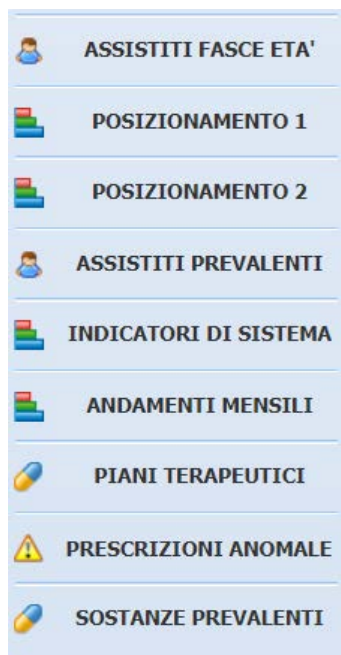 ASSISTITI FASCE ETA'
POSIZIONAMENTO 1
POSIZIONAMENTO 2
ASSISTITI PREVALENTI
INDICATORI DI SISTEMA
ANDAMENTI MENSILI
PIANI TERAPEUTICI
PRESCRIZIONI ANOMALE
SOSTANZE PREVALENTI